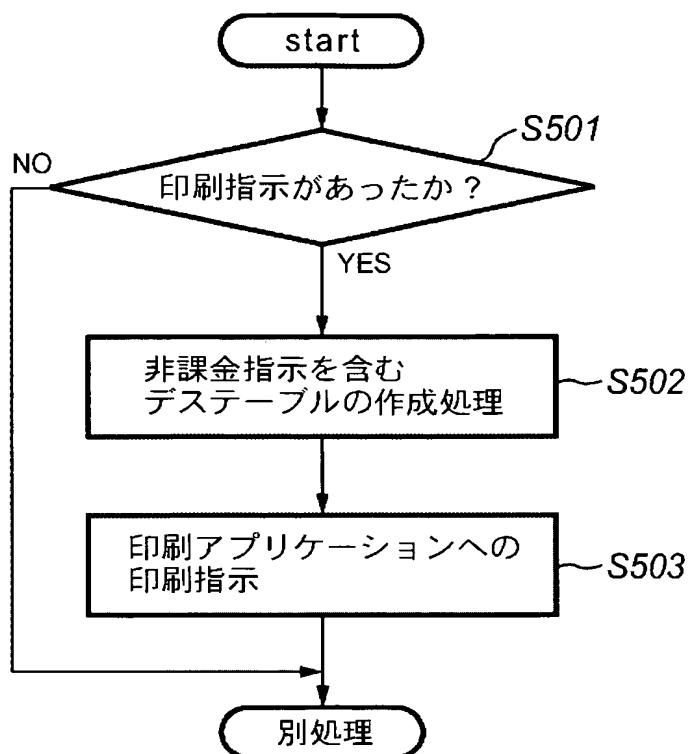 start
S501
NO
印刷指示があったか?
YES
非課金指示を含む
デステーブルの作成処理
S502
印刷アプリケーションへの
印刷指示
S503
別処理